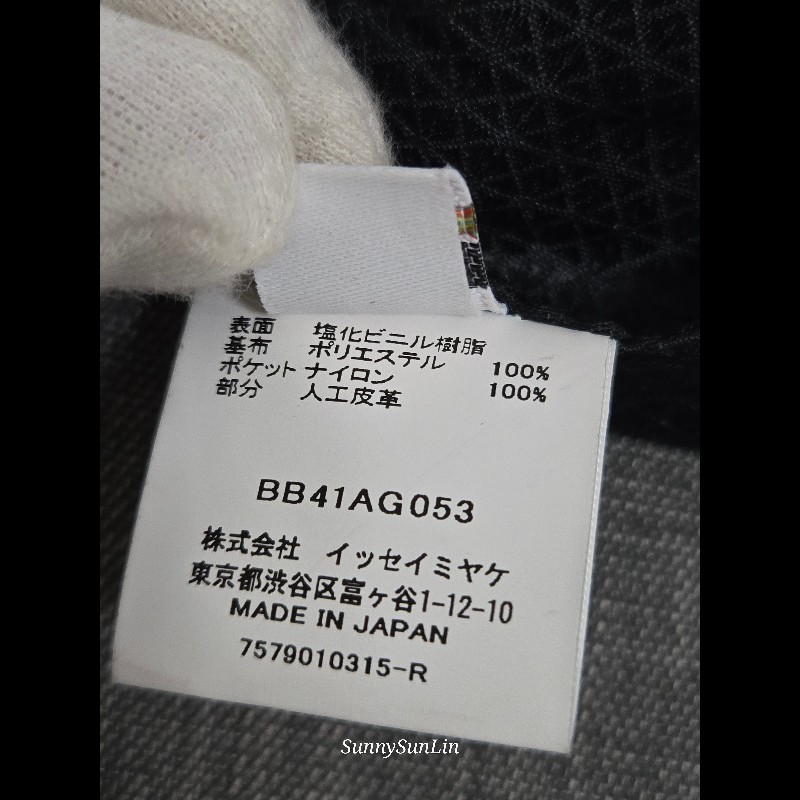 表面 塩化ビニル樹脂
基布 ポリエステル 100%
ポケット ナイロン 100%
部分 人工皮革
BB41AG053
株式会社 イッセイミヤケ
東京都渋谷区富ヶ谷1-12-10
MADE IN JAPAN
7579010315-R
SunnySunLin